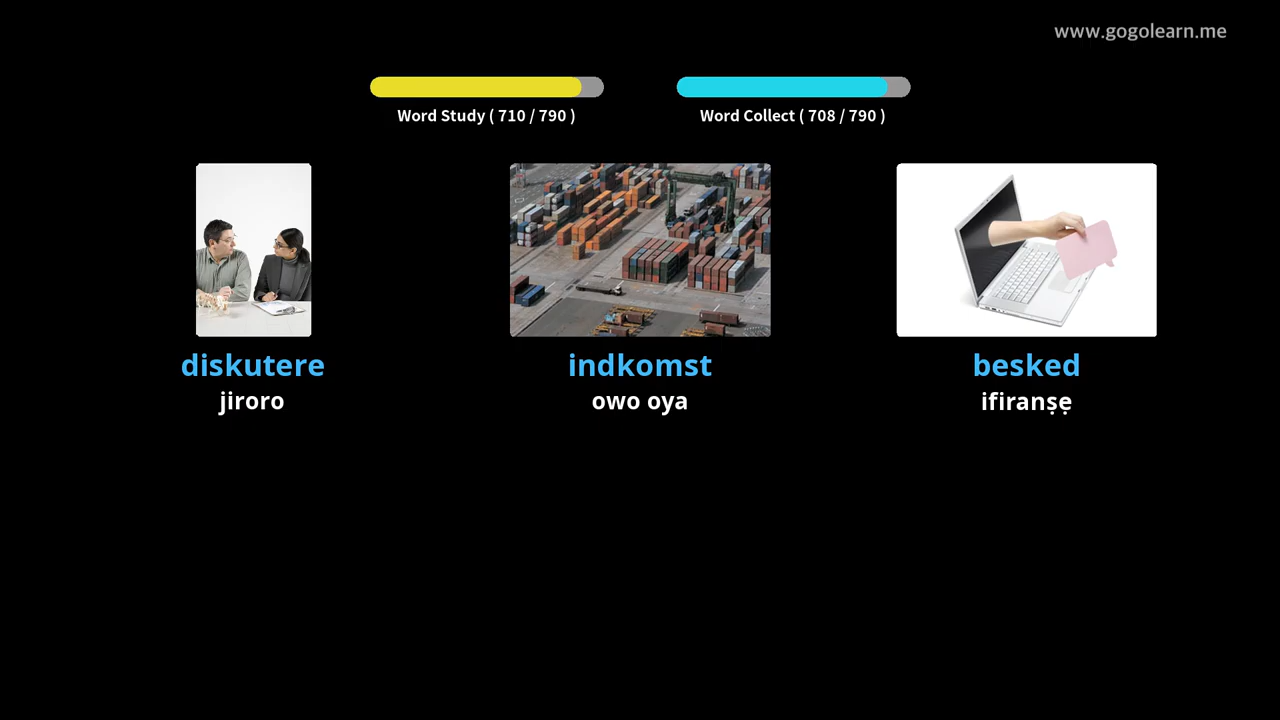 www.gogolearn.me
Word Study ( 710 / 790 )
Word Collect ( 708 / 790 )
diskutere
jiroro
indkomst
owo oya
besked
ifiranṣẹ